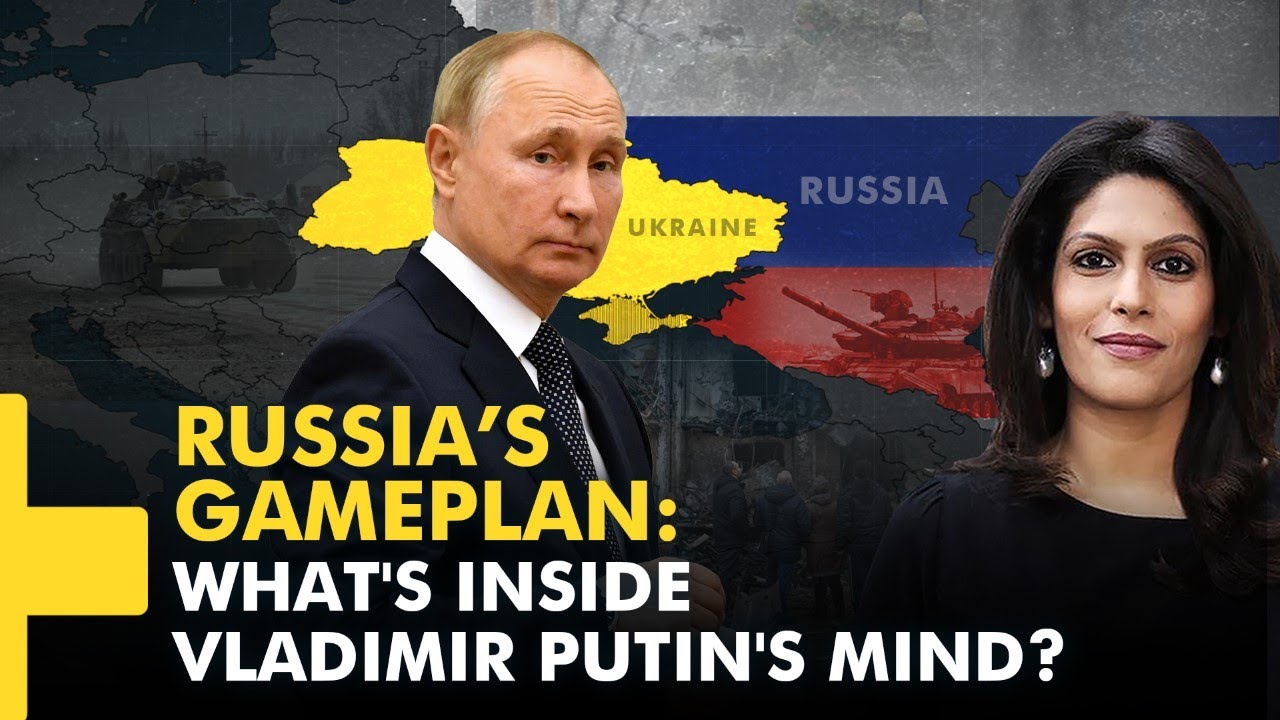 RUSSIA
UKRAINE
RUSSIA’S
GAMEPLAN:
WHAT'S INSIDE
VLADIMIR PUTIN'S MIND?